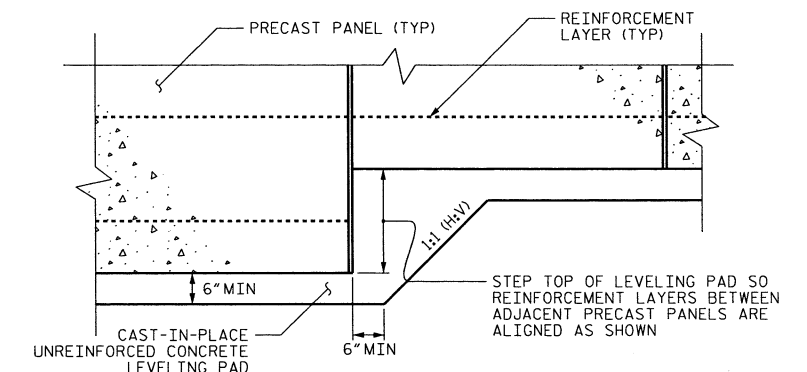 PRECAST PANEL (TYP)
REINFORCEMENT
LAYER (TYP)
1:1 (H:V)
6" MIN
STEP TOP OF LEVELING PAD SO
REINFORCEMENT LAYERS BETWEEN
ADJACENT PRECAST PANELS ARE
ALIGNED AS SHOWN
CAST-IN-PLACE
UNREINFORCED CONCRETE
LEVELING PAD
6" MIN